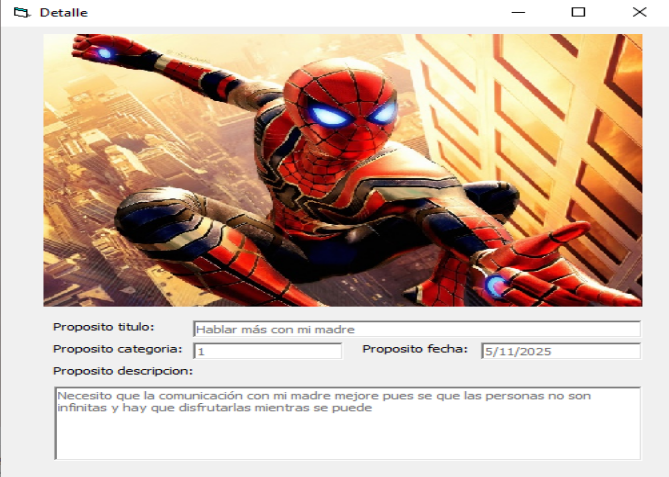 Detalle
Proposito titulo: Hablar más con mi madre
Proposito categoria: 1 Proposito fecha: 5/11/2025
Proposito descripcion:
Necesito que la comunicación con mi madre mejore pues se que las personas no son
infinitas y hay que disfrutarlas mientras se puede